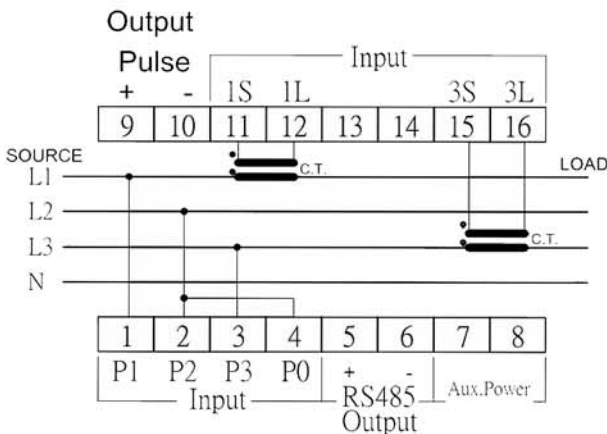 Output
Pulse
Input
+ - 1S 1L 3S 3L
9 10 11 12 13 14 15 16
SOURCE
C.T.
LOAD
L1
L2
L3
C.T.
N
1 2 3 4 5 6 7 8
P1 P2 P3 P0 + -
Input RS485 Aux.Power
Output